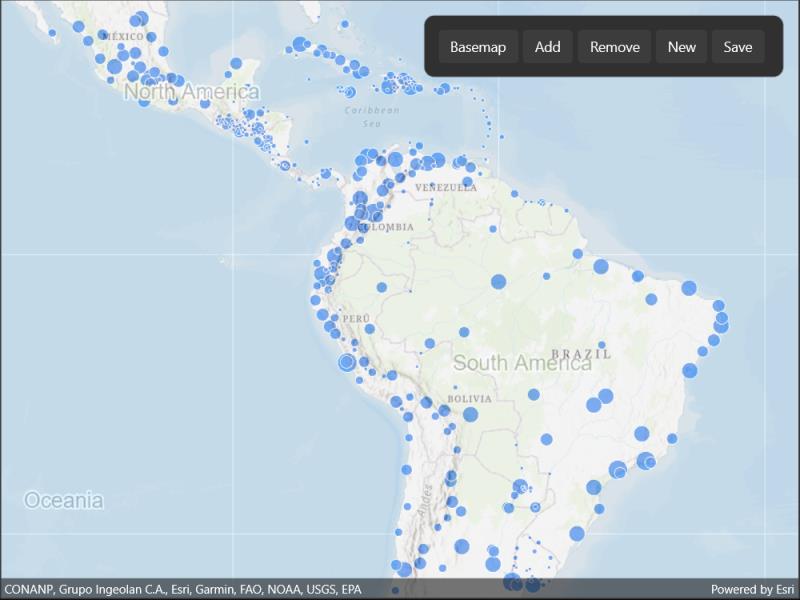 Basemap Add Remove New Save
MÉXICO
North America
Caribbean
Sea
VENEZUELA
COLOMBIA
PERÚ
BRAZIL
South America
BOLIVIA
Oceania
Andes
CONANP, Grupo Ingeolan C.A., Esri, Garmin, FAO, NOAA, USGS, EPA
Powered by Esri